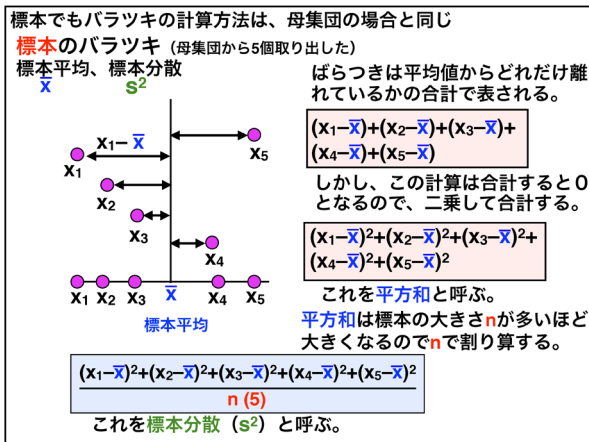 標本でもバラツキの計算方法は、母集団の場合と同じ
標本のバラツキ（母集団から5個取り出した）
標本平均、標本分散
x̅ s²
x₁– x̅
x₁
x₂
x₃
x₄
x₅
x₁ x₂ x₃ x̅ x₄ x₅
標本平均
ばらつきは平均値からどれだけ離
れているかの合計で表される。
(x₁–x̅)+(x₂–x̅)+(x₃–x̅)+
(x₄–x̅)+(x₅–x̅)
しかし、この計算は合計すると０
となるので、二乗して合計する。
(x₁–x̅)²+(x₂–x̅)²+(x₃–x̅)²+
(x₄–x̅)²+(x₅–x̅)²
これを平方和と呼ぶ。
平方和は標本の大きさnが多いほど
大きくなるのでnで割り算する。
(x₁–x̅)²+(x₂–x̅)²+(x₃–x̅)²+(x₄–x̅)²+(x₅–x̅)²
n (5)
これを標本分散（s²）と呼ぶ。